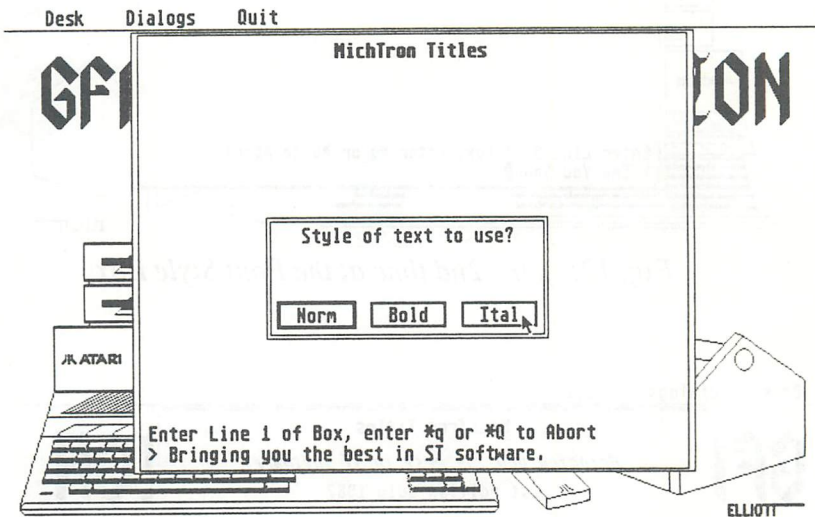 Desk Dialogs Quit
MichTron Titles
GF
ON
Style of text to use?
Norm Bold Ital
ATARI
Enter Line 1 of Box, enter *q or *Q to Abort
> Bringing you the best in ST software.
ELLIOTT